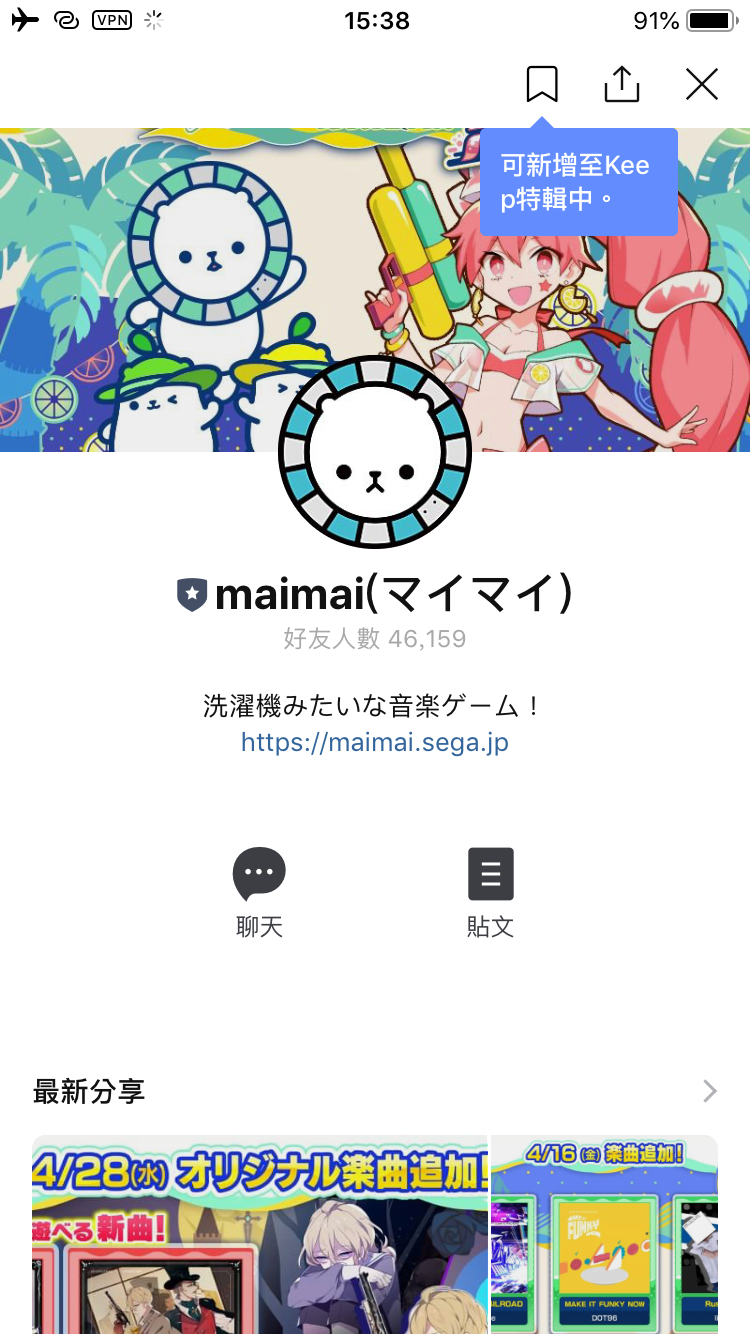 VPN
15:38
91%
可新增至Kee
p特輯中。
maimai(マイマイ)
好友人數 46,159
洗濯機みたいな音楽ゲーム！
https://maimai.sega.jp
聊天
貼文
最新分享
4/28(水) オリジナル楽曲追加!
遊べる新曲!
4/16(金)楽曲追加!
FUNKY
MAKE IT FUNKY NOW
DOT96